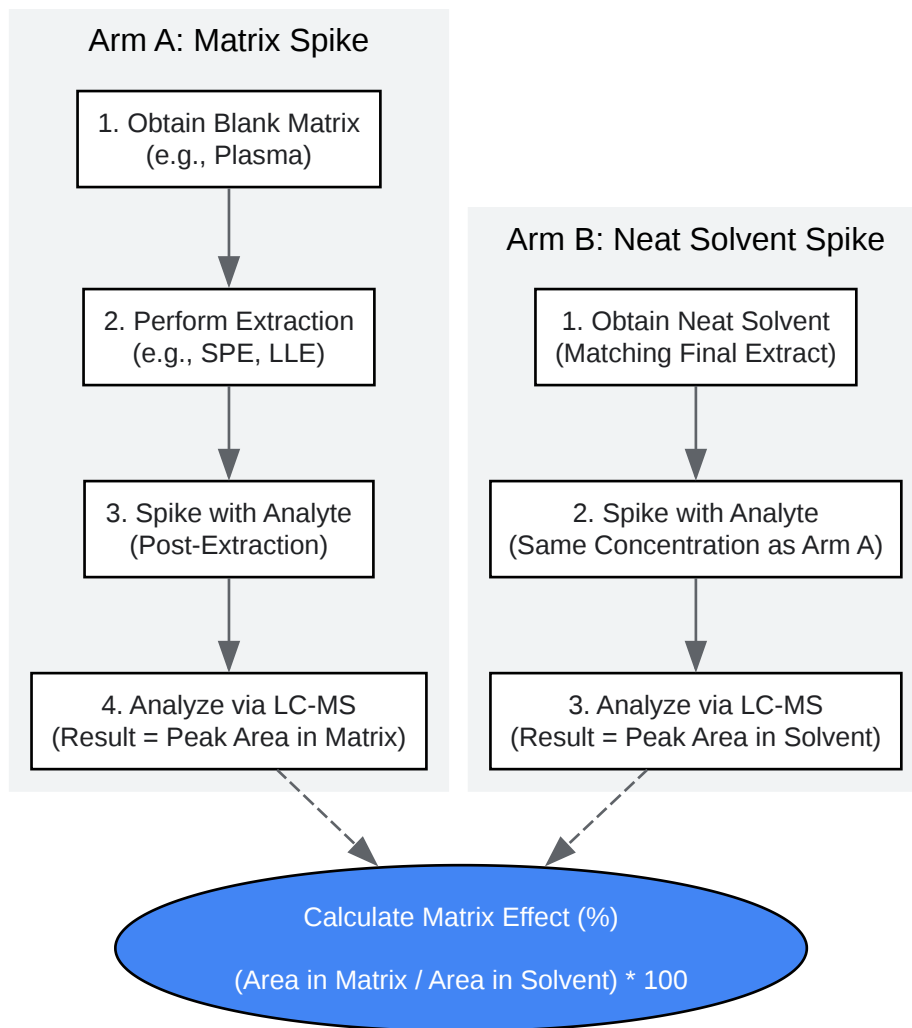 Arm A: Matrix Spike
1. Obtain Blank Matrix
(e.g., Plasma)
2. Perform Extraction
(e.g., SPE, LLE)
3. Spike with Analyte
(Post-Extraction)
4. Analyze via LC-MS
(Result = Peak Area in Matrix)
Arm B: Neat Solvent Spike
1. Obtain Neat Solvent
(Matching Final Extract)
2. Spike with Analyte
(Same Concentration as Arm A)
3. Analyze via LC-MS
(Result = Peak Area in Solvent)
Calculate Matrix Effect (%)
(Area in Matrix / Area in Solvent) * 100